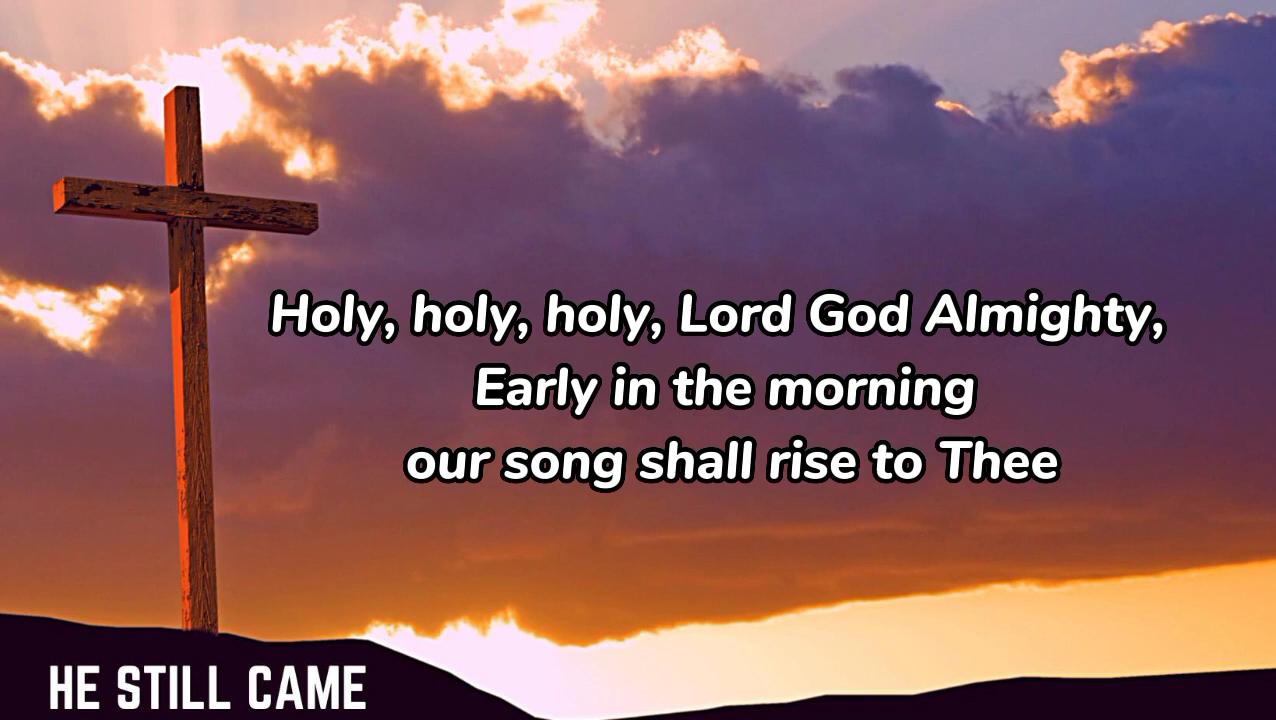 Holy, holy, holy, Lord God Almighty,
Early in the morning
our song shall rise to Thee
HE STILL CAME